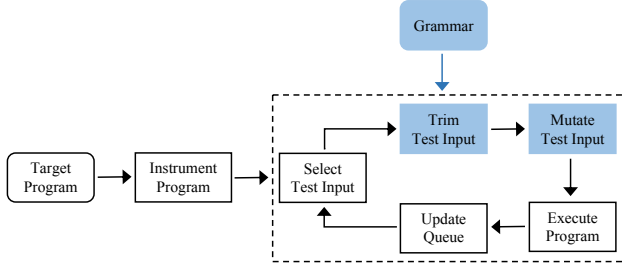 Grammar
Trim
Test Input
Mutate
Test Input
Target
Program
Instrument
Program
Select
Test Input
Update
Queue
Execute
Program